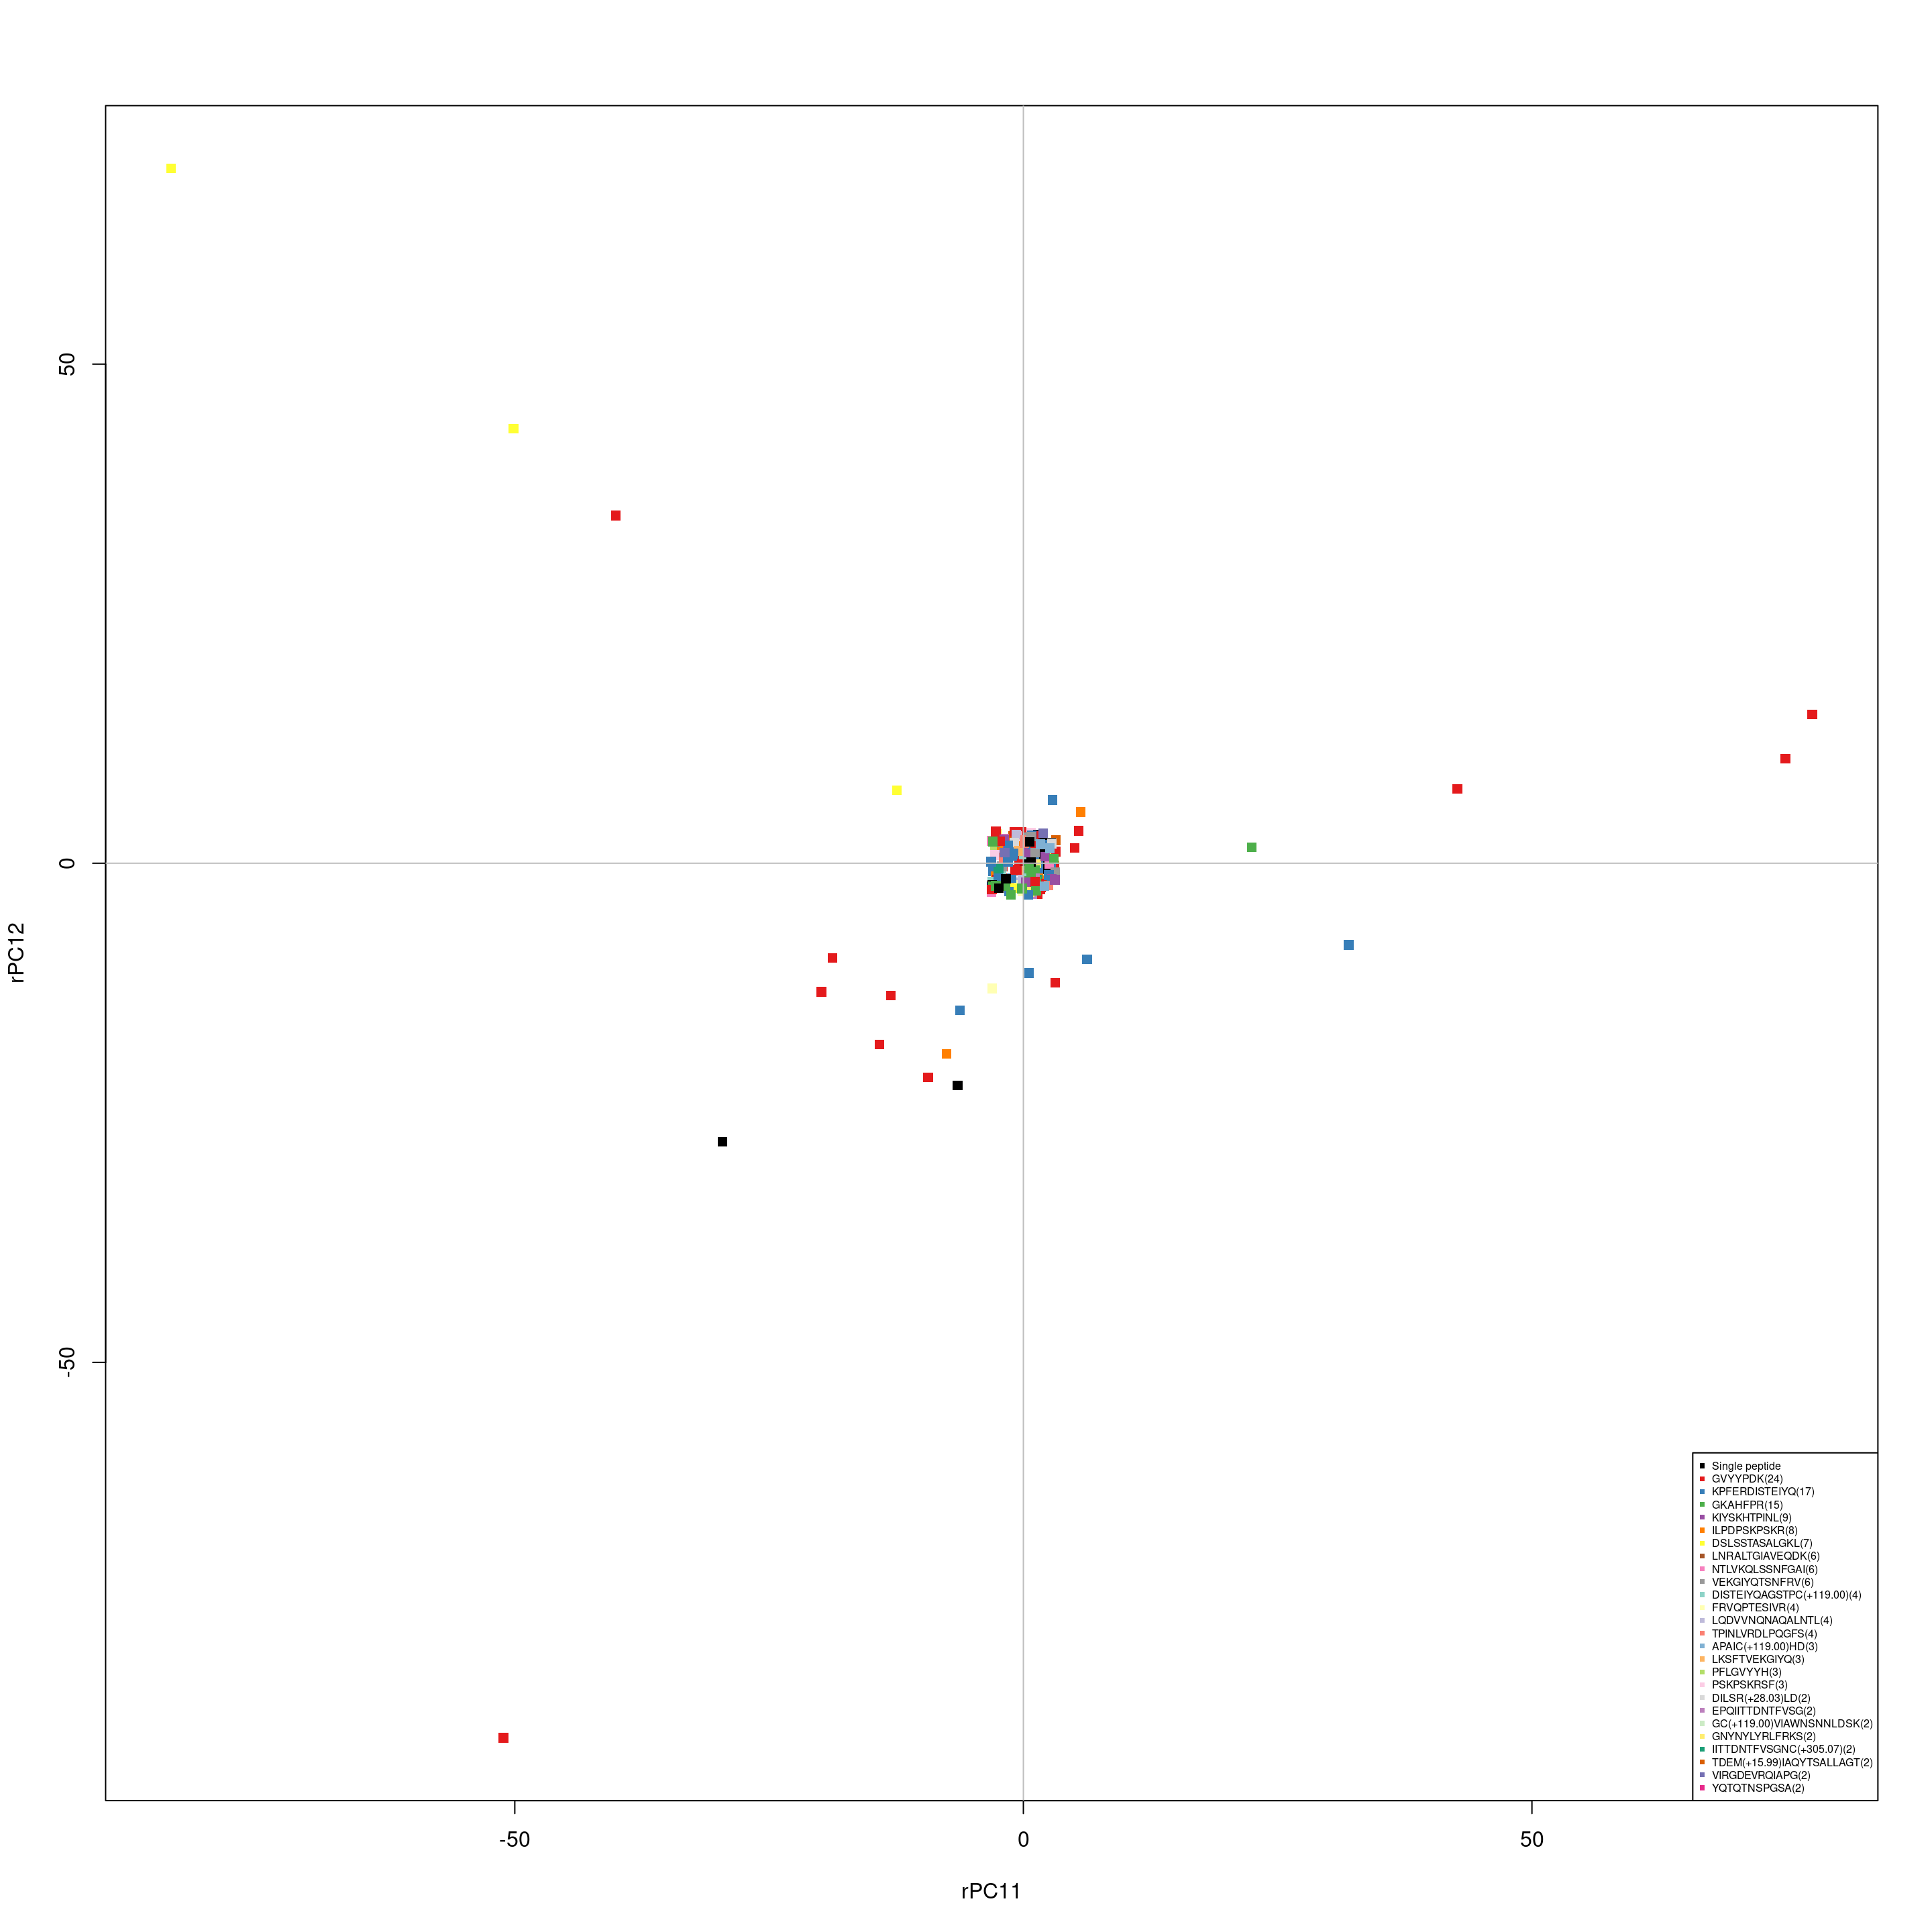 50
0
-50
rPC12
Single peptide
GVYYPDK(24)
KPFERDISTEIYQ(17)
GKAHFPR(15)
KIYSKHTPINL(9)
ILPDPSKPSKR(8)
DSLSSTASALGKL(7)
LNRALTGIAVEQDK(6)
NTLVKQLSSNFGAI(6)
VEKGIYQTSNFRV(6)
DISTEIYQAGSTPC(+119.00)(4)
FRVQPTESIVR(4)
LQDVVNQNAQALNTL(4)
TPINLVRDLPQGFS(4)
APAIC(+119.00)HD(3)
LKSFTVEKGIYQ(3)
PFLGVYYH(3)
PSKPSKRSF(3)
DILSR(+28.03)LD(2)
EPQIITTDNTFVSG(2)
GC(+119.00)VIAWNSNNLDSK(2)
GNYNYLYRLFRKS(2)
IITTDNTFVSGNC(+305.07)(2)
TDEM(+15.99)IAQYTSALLAGT(2)
VIRGDEVRQIAPG(2)
YQTQTNSPGSA(2)
-50 0 50
rPC11